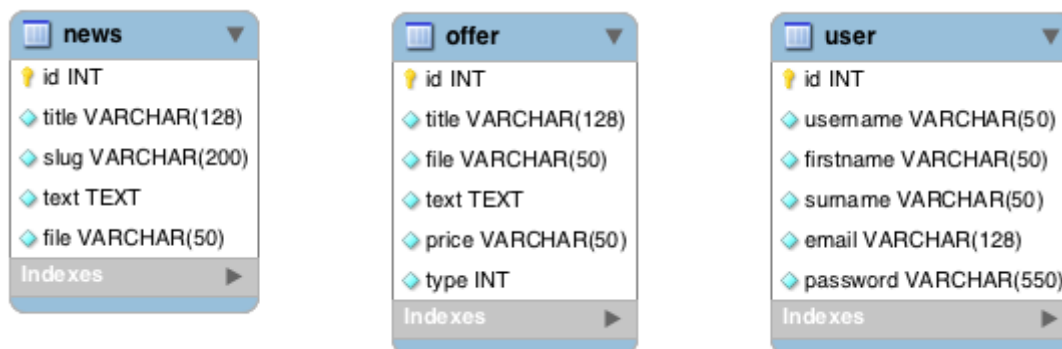 news
id INT
title VARCHAR(128)
slug VARCHAR(200)
text TEXT
file VARCHAR(50)
Indexes
offer
id INT
title VARCHAR(128)
file VARCHAR(50)
text TEXT
price VARCHAR(50)
type INT
Indexes
user
id INT
username VARCHAR(50)
firstname VARCHAR(50)
surname VARCHAR(50)
email VARCHAR(128)
password VARCHAR(550)
Indexes